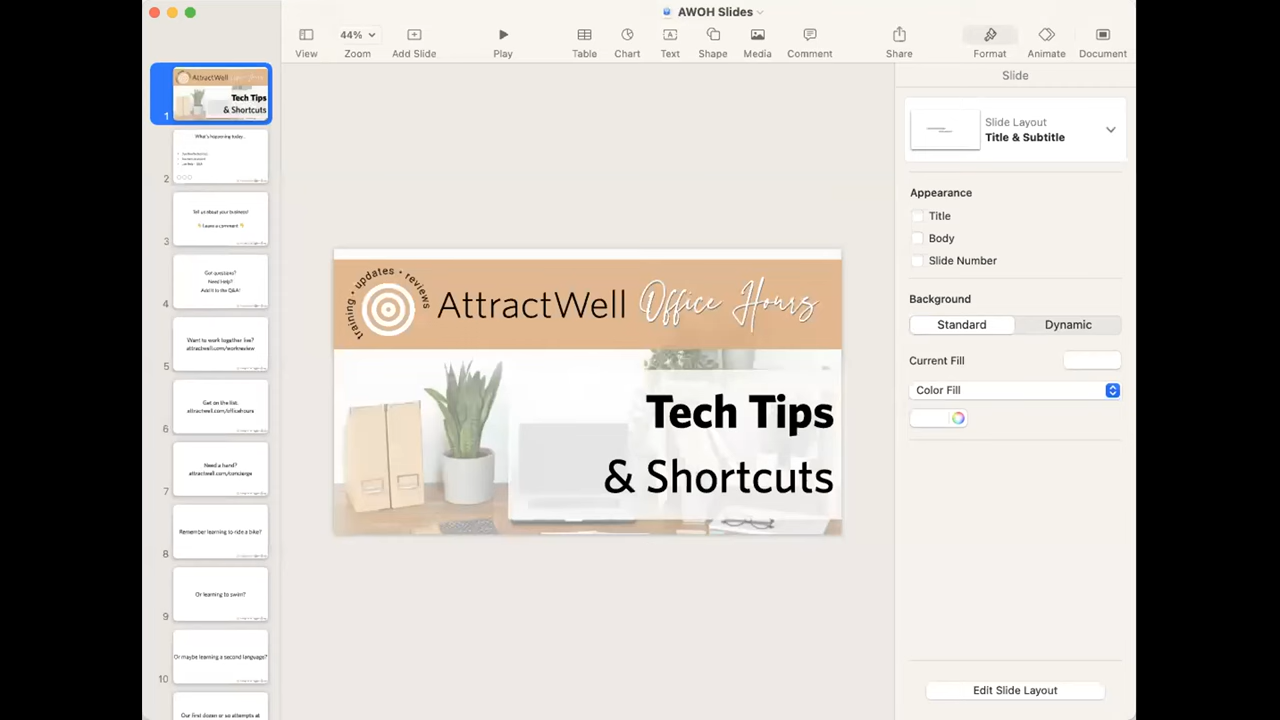 AWOH Slides
44%
View Zoom Add Slide Play Table Chart Text Shape Media Comment Share Format Animate Document
Slide
Slide Layout
Title & Subtitle
Appearance
Title
Body
Slide Number
Background
Standard Dynamic
Current Fill
Color Fill
Edit Slide Layout
training • updates • reviews
AttractWell Office Hours
Tech Tips
& Shortcuts
AttractWell
Tech Tips
& Shortcuts
1
What's happening today...
2
Tell us about your business!
Leave a comment
3
Got questions?
Need help?
Add it to the Q&A!
4
Want to work together live?
attractwell.com/workreview
5
Get on the list.
attractwell.com/officehours
6
Need a hand?
attractwell.com/concierge
7
Remember learning to ride a bike?
8
Or learning to swim?
9
Or maybe learning a second language?
10
Our first dozen or so attempts at